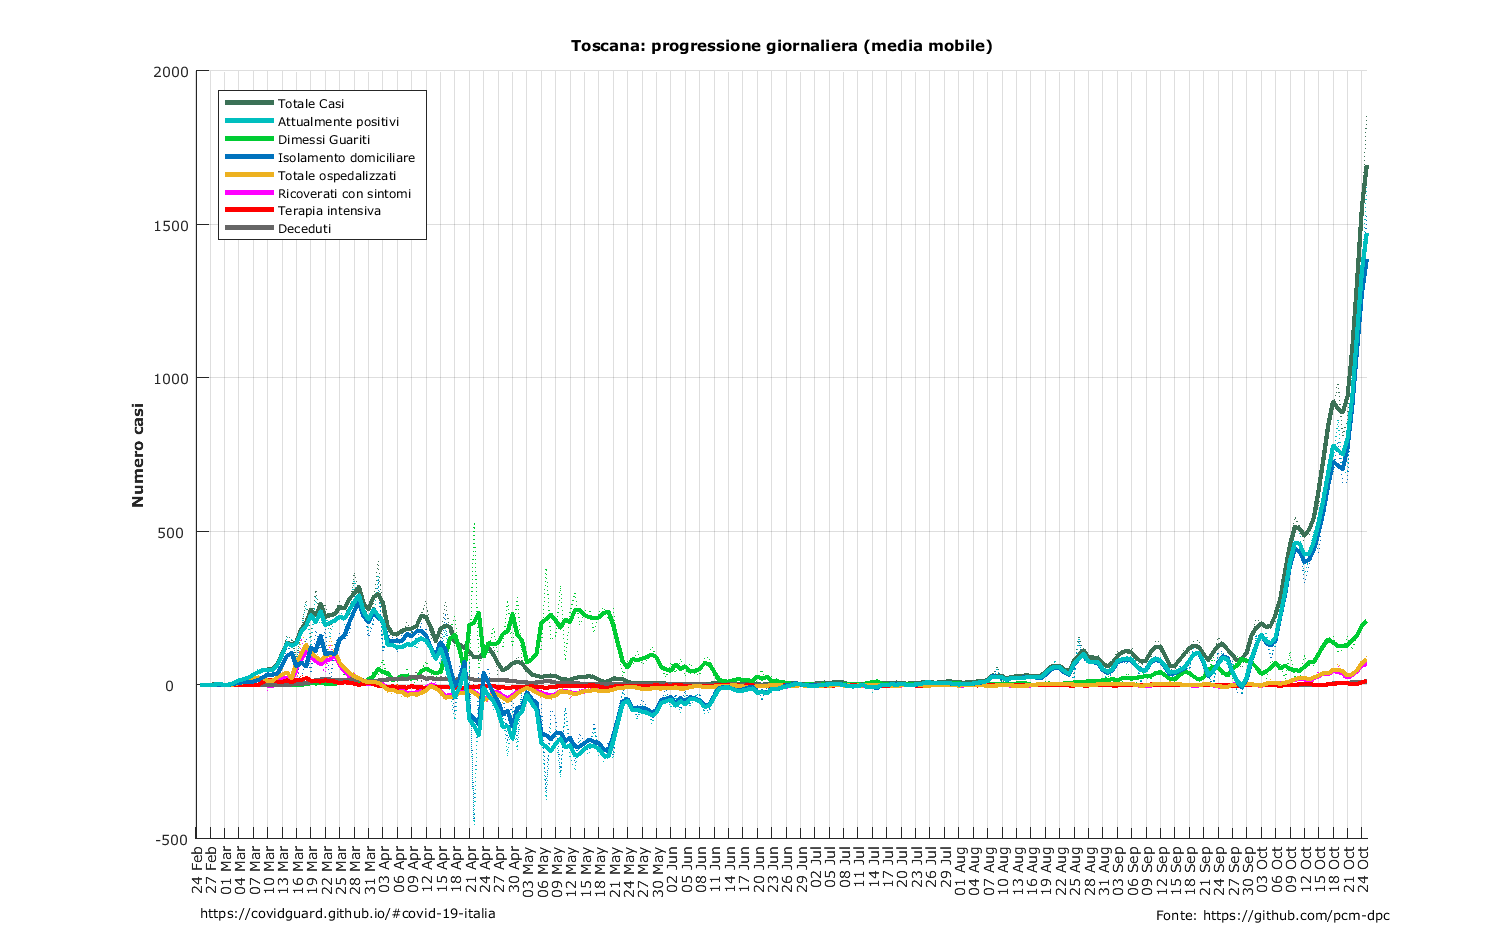 Toscana: progressione giornaliera (media mobile)
2000
1500
1000
500
0
-500
Numero casi
Totale Casi
Attualmente positivi
Dimessi Guariti
Isolamento domiciliare
Totale ospedalizzati
Ricoverati con sintomi
Terapia intensiva
Deceduti
24 Feb
27 Feb
01 Mar
04 Mar
07 Mar
10 Mar
13 Mar
16 Mar
19 Mar
22 Mar
25 Mar
28 Mar
31 Mar
03 Apr
06 Apr
09 Apr
12 Apr
15 Apr
18 Apr
21 Apr
24 Apr
27 Apr
30 Apr
03 May
06 May
09 May
12 May
15 May
18 May
21 May
24 May
27 May
30 May
02 Jun
05 Jun
08 Jun
11 Jun
14 Jun
17 Jun
20 Jun
23 Jun
26 Jun
29 Jun
02 Jul
05 Jul
08 Jul
11 Jul
14 Jul
17 Jul
20 Jul
23 Jul
26 Jul
29 Jul
01 Aug
04 Aug
07 Aug
10 Aug
13 Aug
16 Aug
19 Aug
22 Aug
25 Aug
28 Aug
31 Aug
03 Sep
06 Sep
09 Sep
12 Sep
15 Sep
18 Sep
21 Sep
24 Sep
27 Sep
30 Sep
03 Oct
06 Oct
09 Oct
12 Oct
15 Oct
18 Oct
21 Oct
24 Oct
https://covidguard.github.io/#covid-19-italia
Fonte: https://github.com/pcm-dpc